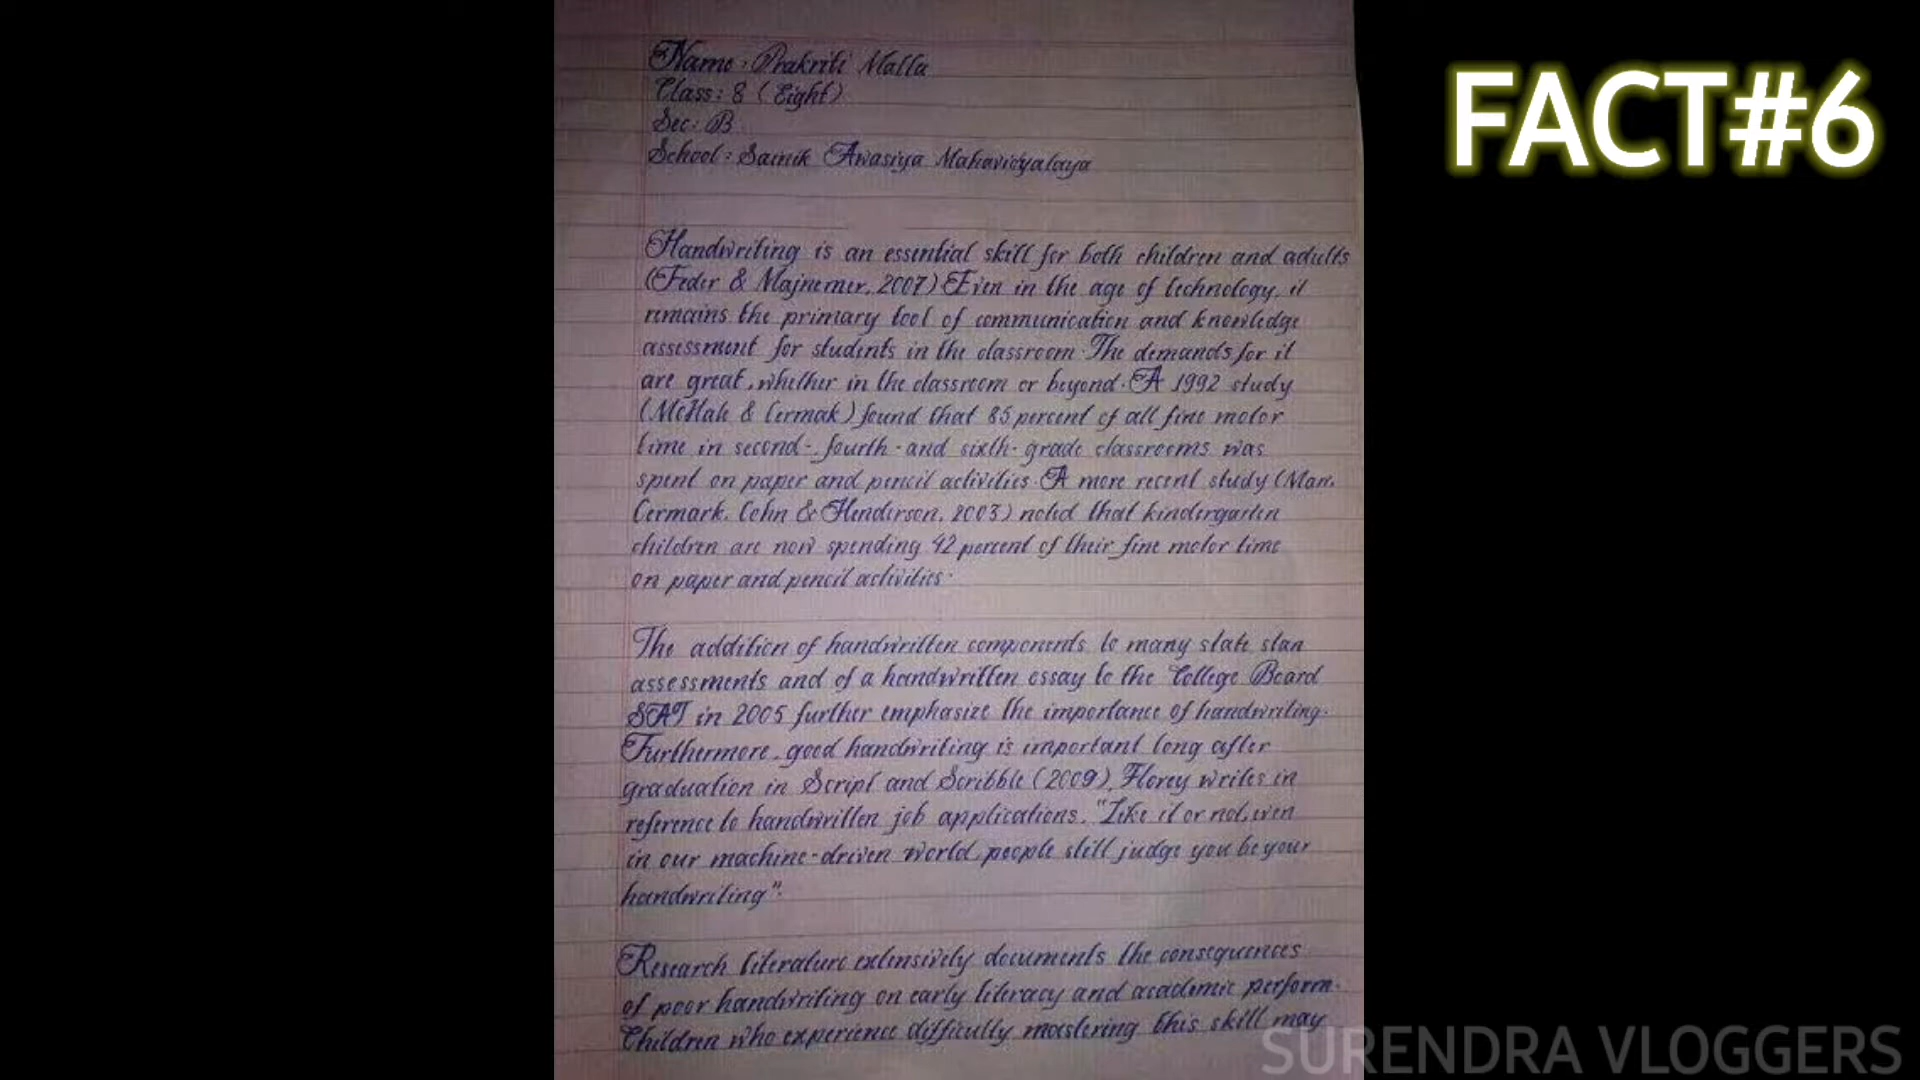 Name: Prakriti Malla
Class: 8 (Eight)
Sec: B
School: Sainik Awasiya Mahavidyalaya
FACT#6
Handwriting is an essential skill for both children and adults
(Feder & Majnemer, 2007) Even in the age of technology, it
remains the primary tool of communication and knowledge
assessment for students in the classroom. The demands for it
are great, whether in the classroom or beyond. A 1992 study
(McHale & Cermak) found that 85 percent of all fine motor
time in second-, fourth-and sixth-grade classrooms was
spent on paper and pencil activities. A more recent study (Marr,
Cermark, Cohn & Henderson, 2003) noted that kindergarten
children are now spending 42 percent of their fine motor time
on paper and pencil activities.
The addition of handwritten components to many state stan
assessments and of a handwritten essay to the College Board
SAT in 2005 further emphasize the importance of handwriting.
Furthermore, good handwriting is important long after
graduation in Script and Scribble (2009), Florey writes in
reference to handwritten job applications, "Like it or not, even
in our machine-driven world, people still judge you be your
handwriting".
Research literature extensively documents the consequences
of poor handwriting on early literacy and academic perform-
Children who experience difficulty mastering this skill may
SURENDRA VLOGGERS